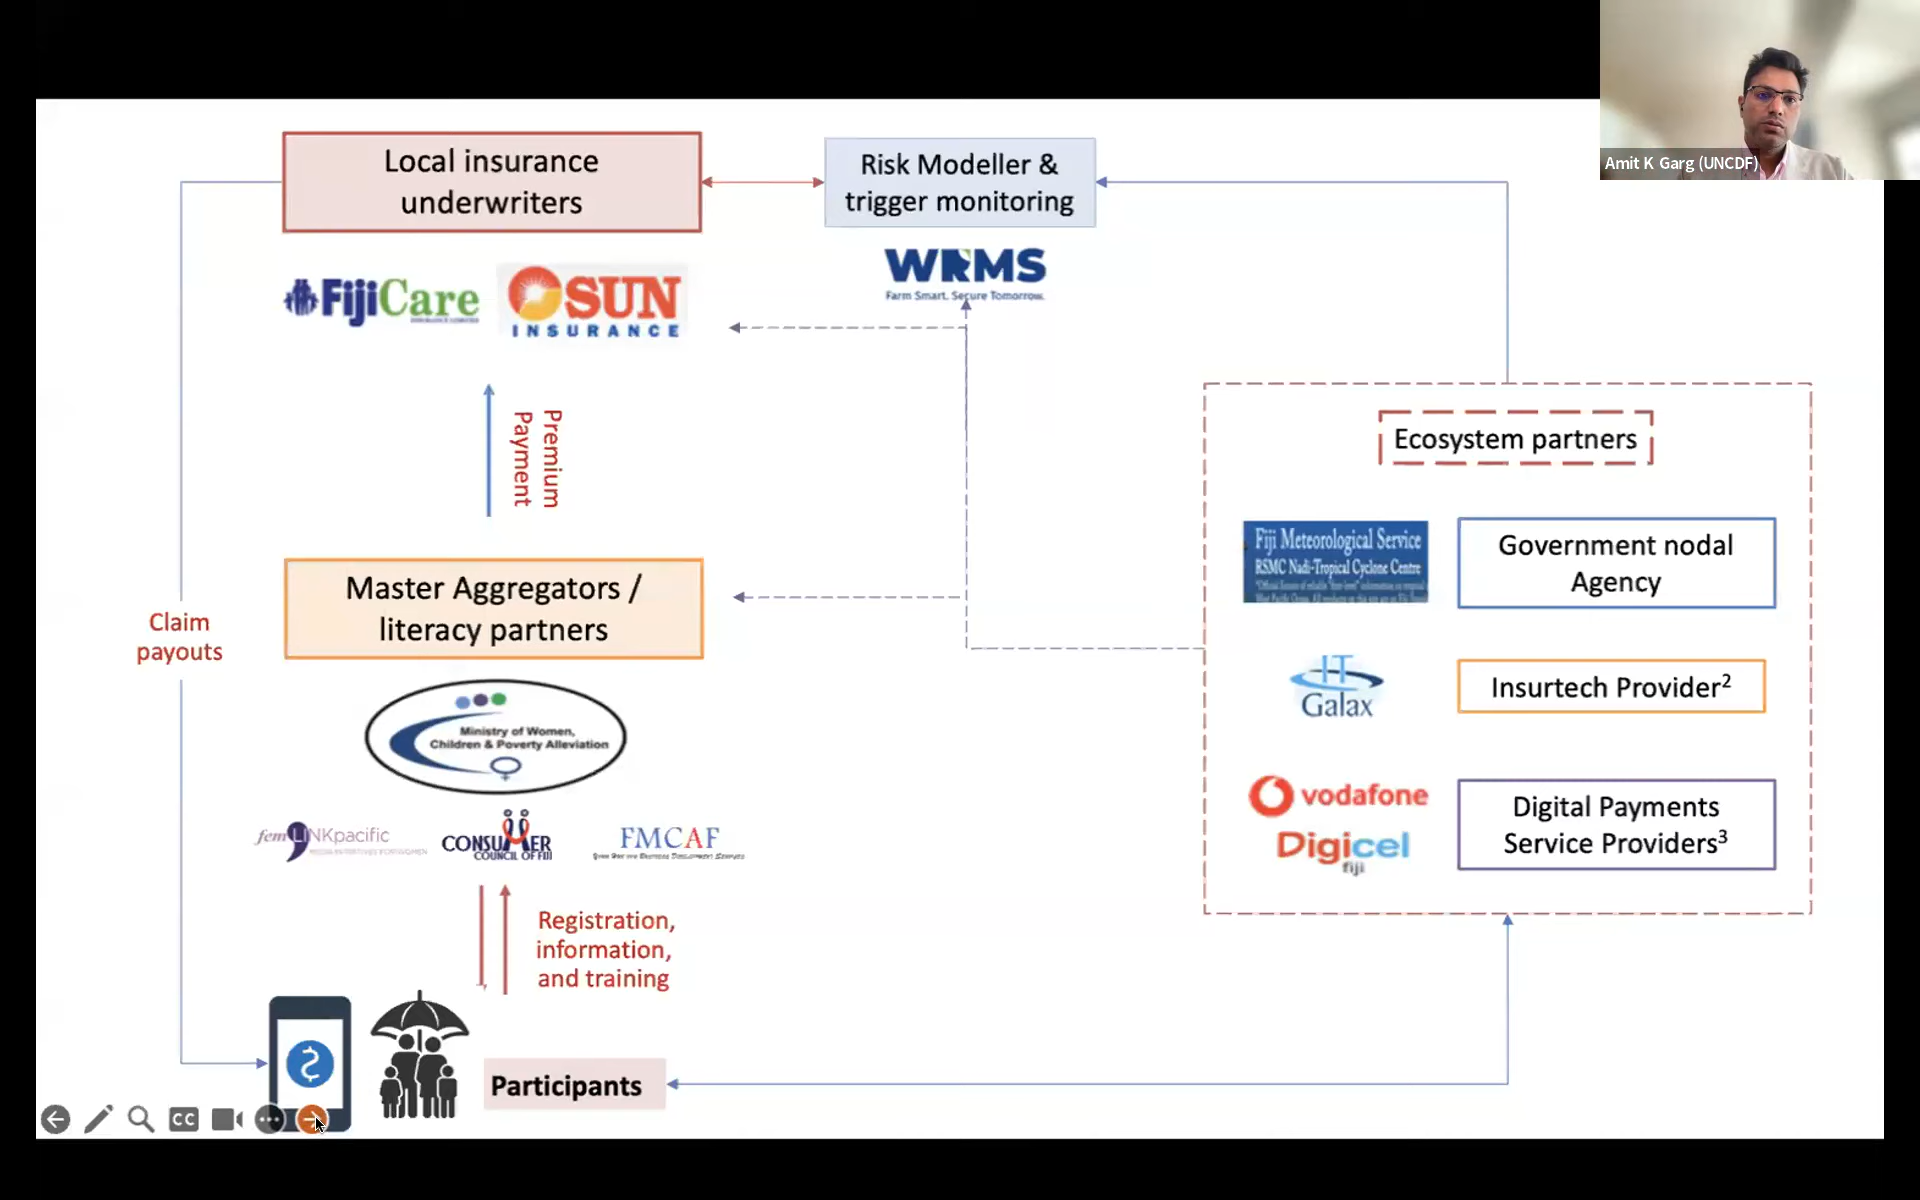 Amit K Garg (UNCDF)
Local insurance
underwriters
Risk Modeller &
trigger monitoring
FijiCare
SUN
INSURANCE
WRMS
Farm Smart. Secure Tomorrow.
Premium
Payment
Ecosystem partners
Fiji Meteorological Service
RSMC Nadi-Tropical Cyclone Centre
Government nodal
Agency
Master Aggregators /
literacy partners
Claim
payouts
IT
Galax
Insurtech Provider²
Ministry of Women,
Children & Poverty Alleviation
vodafone
Digicel
fiji
Digital Payments
Service Providers³
femLINKpacific
CONSUMER
COUNCIL OF FIJI
FMCAF
Registration,
information,
and training
Participants
CC